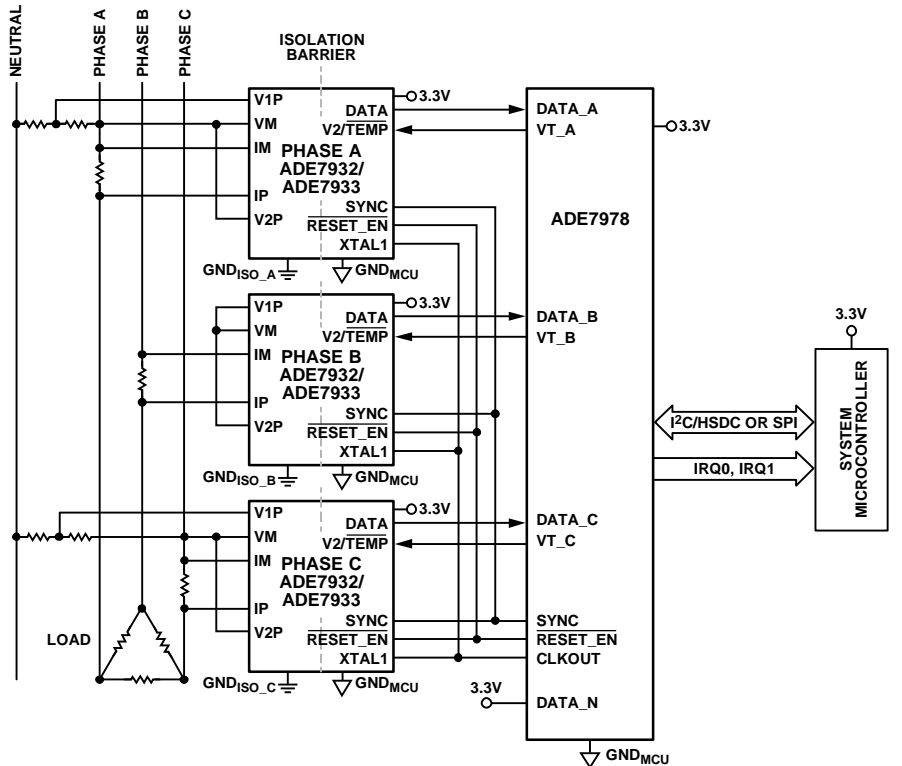 NEUTRAL
PHASE A
PHASE B
PHASE C
ISOLATION
BARRIER
V1P
VM
IM
IP
V2P
DATA
V2/TEMP
PHASE A
ADE7932/
ADE7933
SYNC
RESET_EN
XTAL1
3.3V
GNDISO_A
GNDMCU
V1P
VM
IM
IP
V2P
DATA
V2/TEMP
PHASE B
ADE7932/
ADE7933
SYNC
RESET_EN
XTAL1
3.3V
GNDISO_B
GNDMCU
V1P
VM
IM
IP
V2P
DATA
V2/TEMP
PHASE C
ADE7932/
ADE7933
SYNC
RESET_EN
XTAL1
3.3V
GNDISO_C
GNDMCU
LOAD
DATA_A
VT_A
3.3V
ADE7978
DATA_B
VT_B
DATA_C
VT_C
SYNC
RESET_EN
CLKOUT
3.3V
DATA_N
GNDMCU
I2C/HSDC OR SPI
IRQ0, IRQ1
3.3V
SYSTEM
MICROCONTROLLER